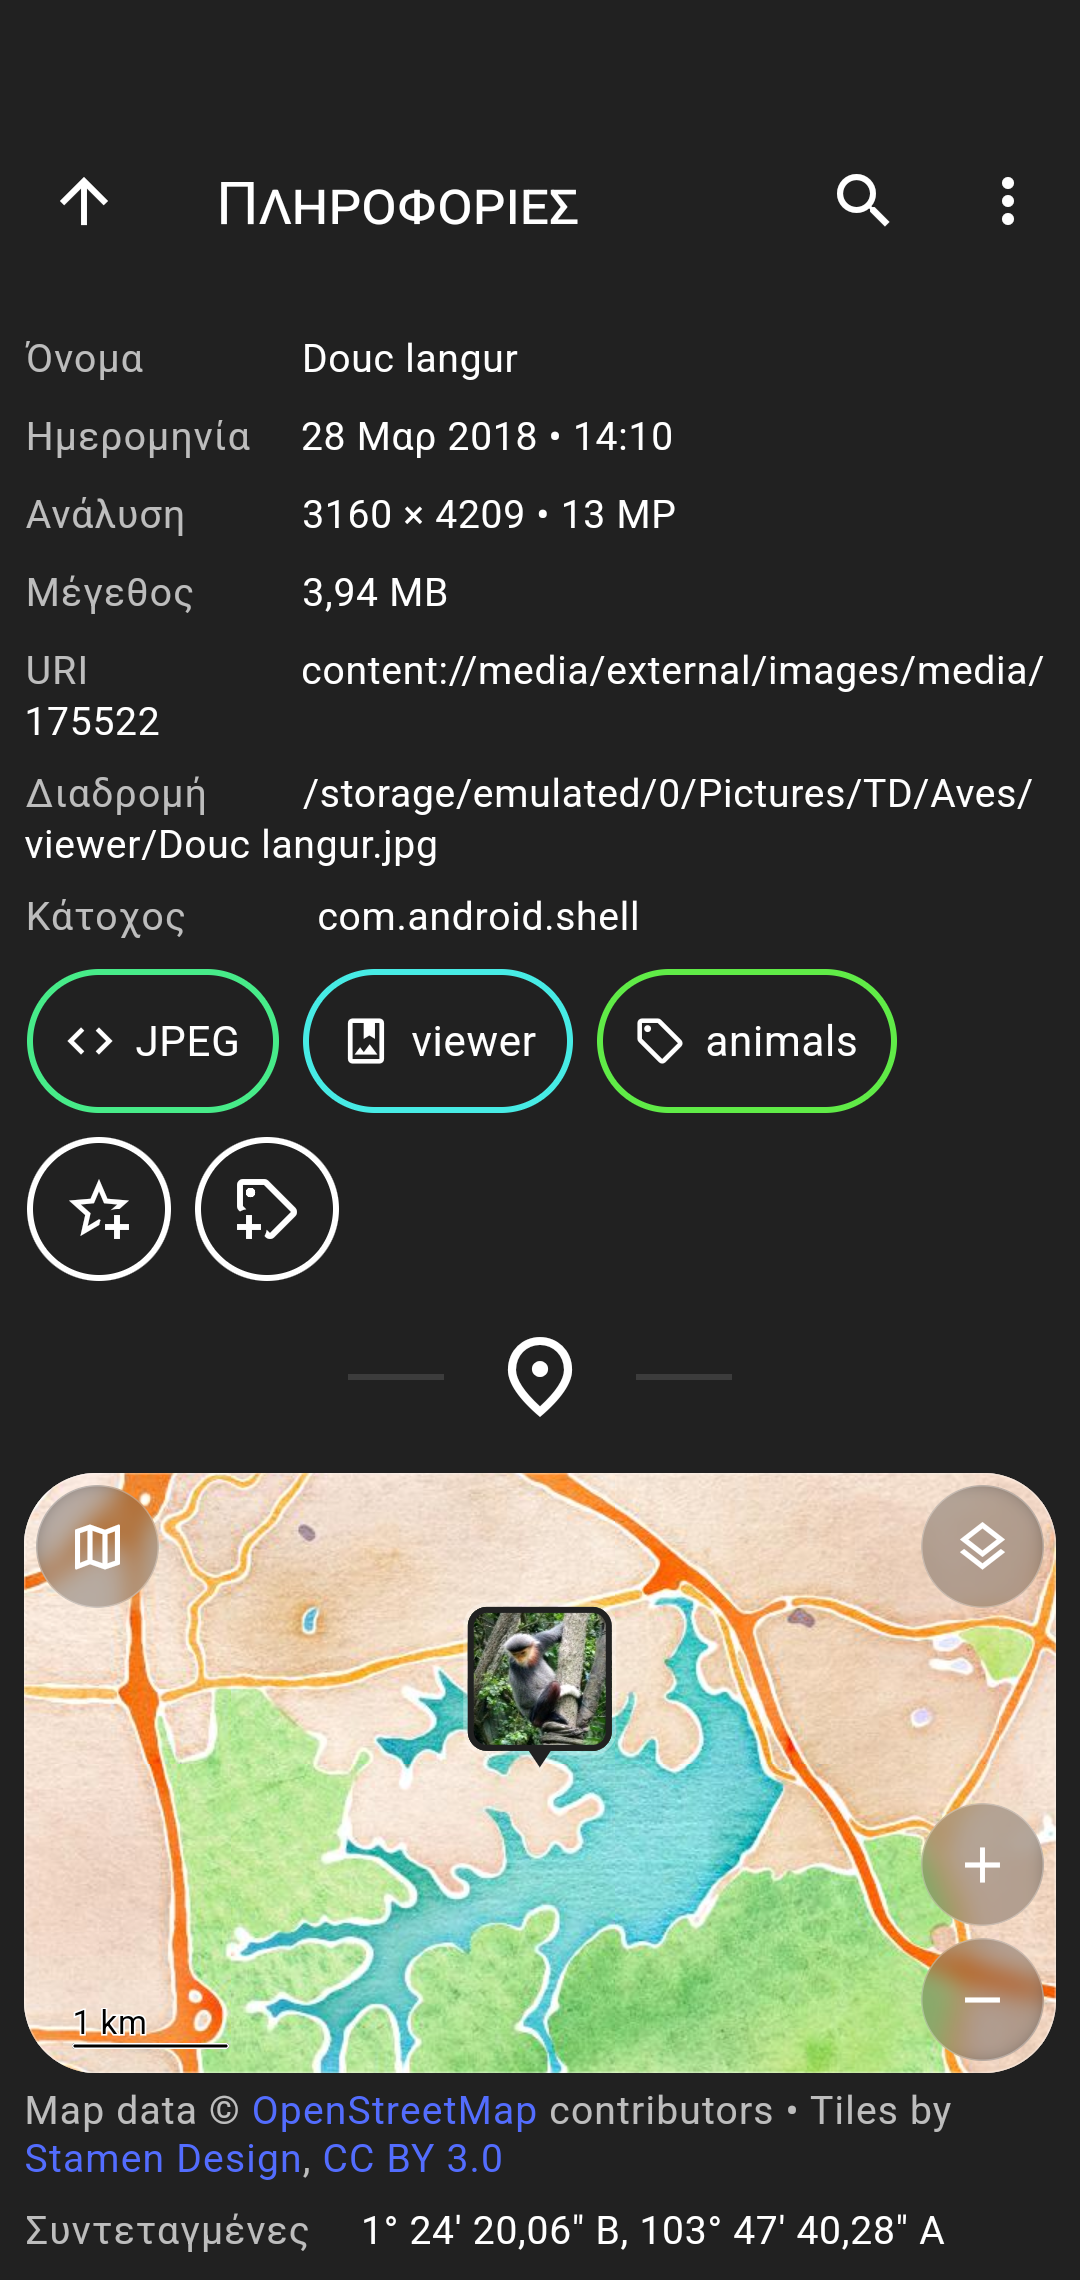 ΠΛΗΡΟΦΟΡΙΕΣ
Όνομα Douc langur
Ημερομηνία 28 Μαρ 2018 • 14:10
Ανάλυση 3160 × 4209 • 13 MP
Μέγεθος 3,94 MB
URI content://media/external/images/media/
175522
Διαδρομή /storage/emulated/0/Pictures/TD/Aves/
viewer/Douc langur.jpg
Κάτοχος com.android.shell
JPEG viewer animals
1 km
Map data © OpenStreetMap contributors • Tiles by
Stamen Design, CC BY 3.0
Συντεταγμένες 1° 24' 20,06" Β, 103° 47' 40,28" Α